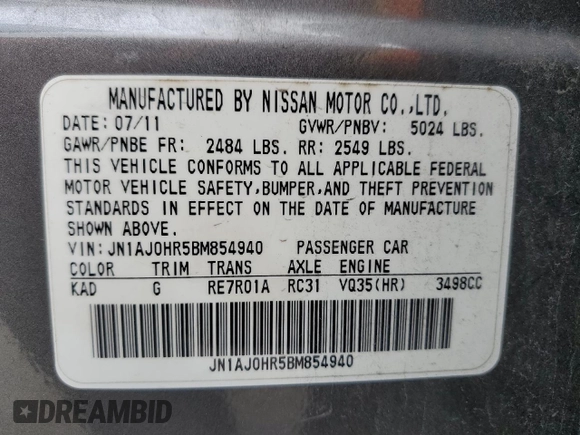 MANUFACTURED BY NISSAN MOTOR CO.,LTD.
DATE: 07/11 GVWR/PNBV: 5024 LBS.
GAWR/PNBE FR: 2484 LBS. RR: 2549 LBS.
THIS VEHICLE CONFORMS TO ALL APPLICABLE FEDERAL
MOTOR VEHICLE SAFETY,BUMPER,AND THEFT PREVENTION
STANDARDS IN EFFECT ON THE DATE OF MANUFACTURE
SHOWN ABOVE.
VIN: JN1AJ0HR5BM854940 PASSENGER CAR
COLOR TRIM TRANS AXLE ENGINE
KAD G RE7R01A RC31 VQ35(HR) 3498CC
JN1AJ0HR5BM854940
DREAMBID